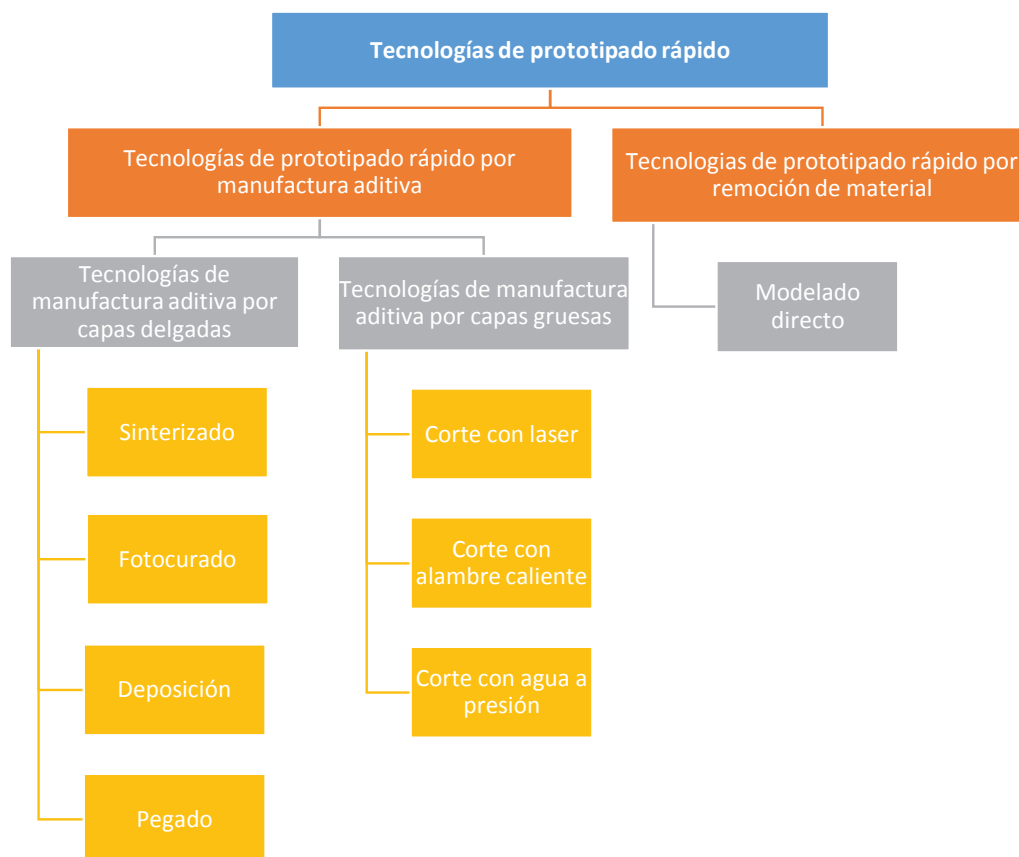 Tecnologías de prototipado rápido
Tecnologías de prototipado rápido por
manufactura aditiva
Tecnologias de prototipado rápido por
remoción de material
Tecnologías de
manufactura aditiva por
capas delgadas
Tecnologías de manufactura
aditiva por capas gruesas
Modelado
directo
Sinterizado
Fotocurado
Deposición
Pegado
Corte con laser
Corte con
alambre caliente
Corte con agua a
presión